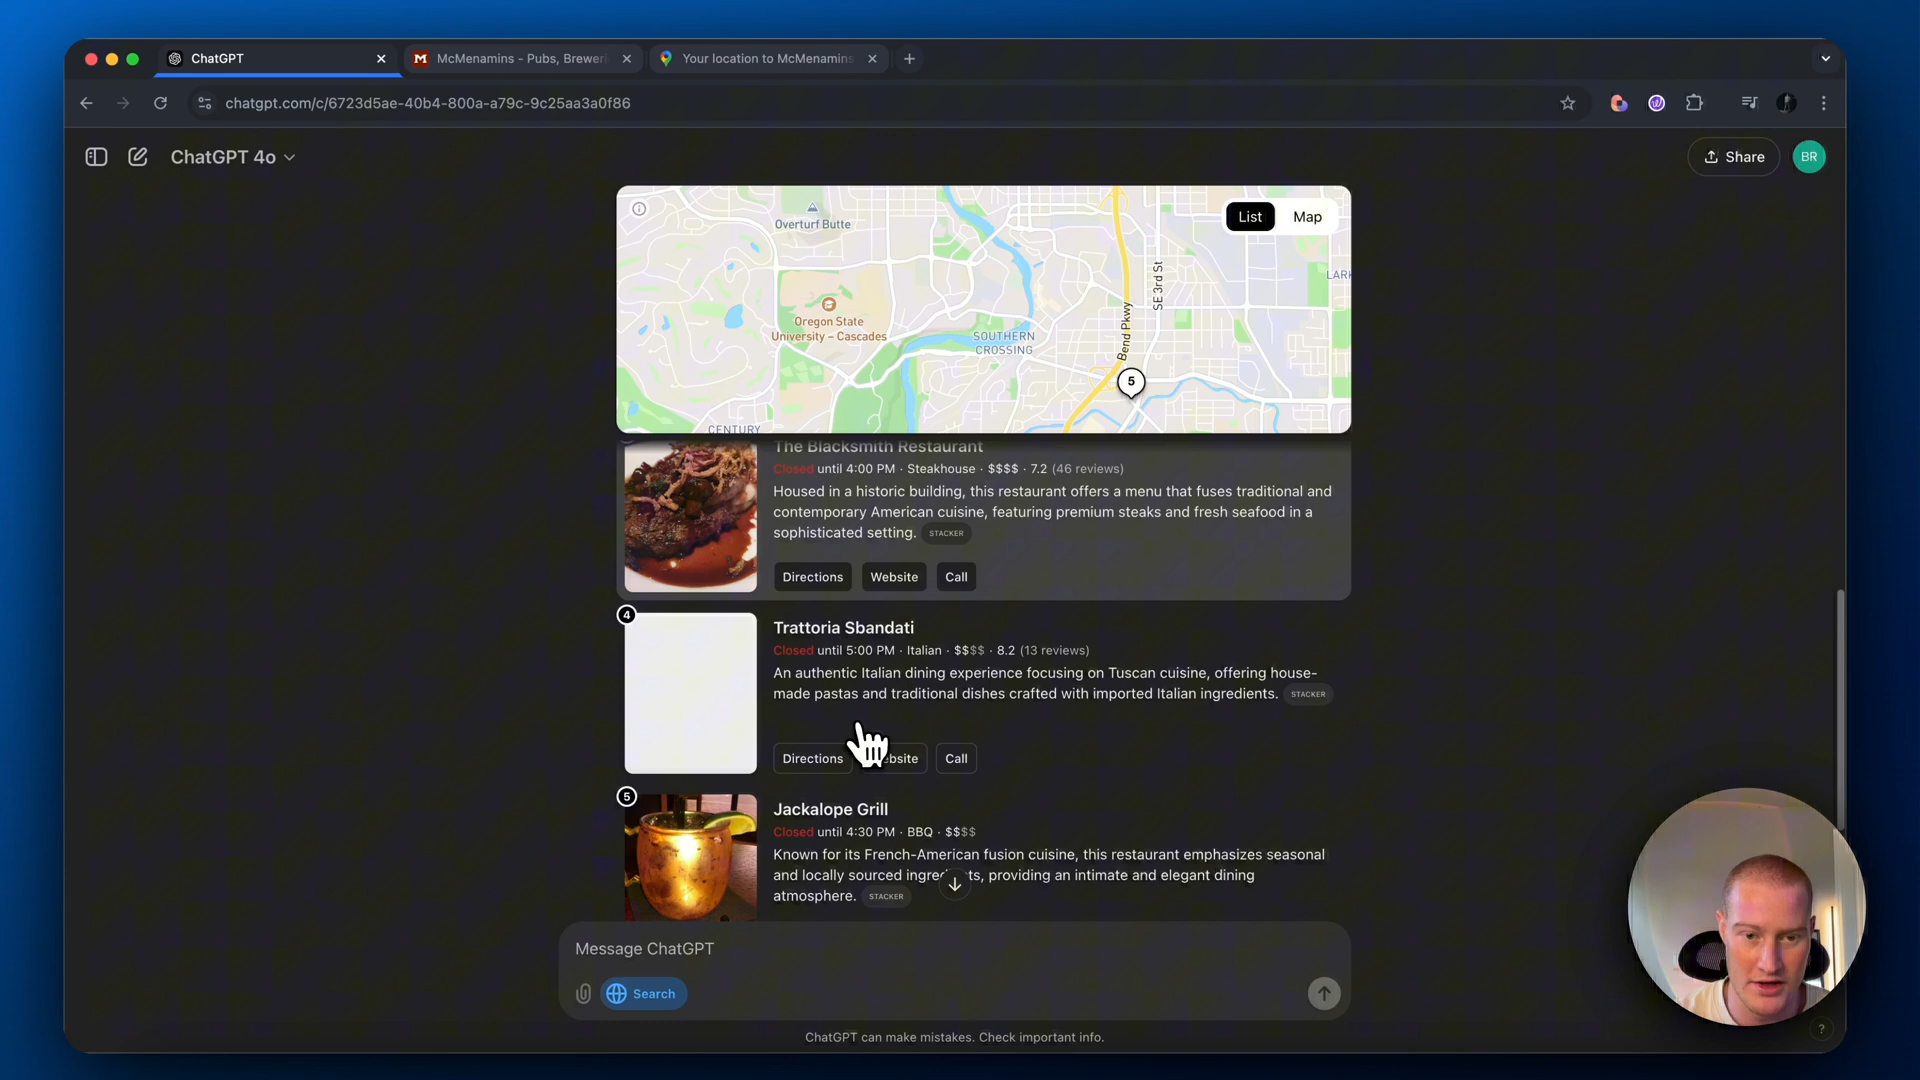 ChatGPT
McMenamins - Pubs, Breweri
Your location to McMenamins
chatgpt.com/c/6723d5ae-40b4-800a-a79c-9c25aa3a0f86
ChatGPT 4o
Share
BR
Overturf Butte
List
Map
LARK
SE 3rd St
Oregon State
University – Cascades
SOUTHERN
CROSSING
Bend Pkwy
5
CENTURY
The Blacksmith Restaurant
Closed until 4:00 PM · Steakhouse · $$$$ · 7.2 (46 reviews)
Housed in a historic building, this restaurant offers a menu that fuses traditional and
contemporary American cuisine, featuring premium steaks and fresh seafood in a
sophisticated setting. STACKER
Directions
Website
Call
4
Trattoria Sbandati
Closed until 5:00 PM · Italian · $$$$ · 8.2 (13 reviews)
An authentic Italian dining experience focusing on Tuscan cuisine, offering house-
made pastas and traditional dishes crafted with imported Italian ingredients. STACKER
Directions
Call
5
Jackalope Grill
Closed until 4:30 PM · BBQ · $$$$
Known for its French-American fusion cuisine, this restaurant emphasizes seasonal
and locally sourced ingredients, providing an intimate and elegant dining
atmosphere. STACKER
Message ChatGPT
Search
ChatGPT can make mistakes. Check important info.
?